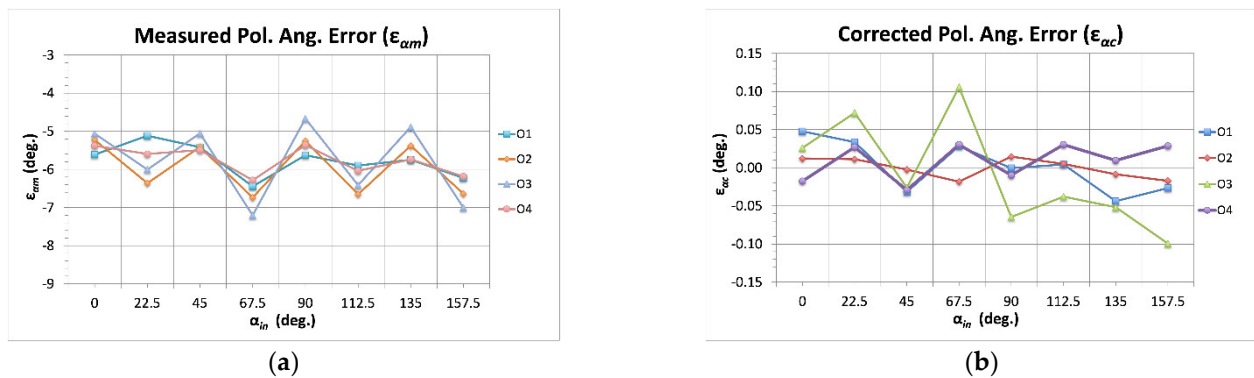 Measured Pol. Ang. Error (εαm)
-3
-4
-5
-6
-7
-8
-9
εαm (deg.)
0 22.5 45 67.5 90 112.5 135 157.5
αin (deg.)
O1
O2
O3
O4
(a)
Corrected Pol. Ang. Error (εαc)
0.15
0.10
0.05
0.00
-0.05
-0.10
-0.15
εαc (deg.)
0 22.5 45 67.5 90 112.5 135 157.5
αin (deg.)
O1
O2
O3
O4
(b)